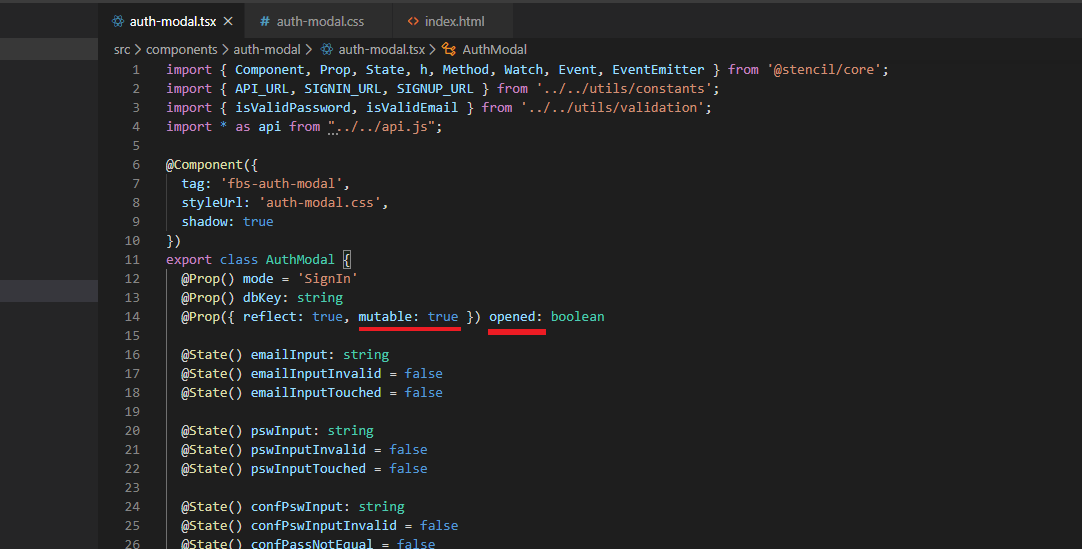 auth-modal.tsx auth-modal.css index.html
src components auth-modal auth-modal.tsx AuthModal
1 import { Component, Prop, State, h, Method, Watch, Event, EventEmitter } from '@stencil/core';
2 import { API_URL, SIGNIN_URL, SIGNUP_URL } from '../../utils/constants';
3 import { isValidPassword, isValidEmail } from '../../utils/validation';
4 import * as api from "../../api.js";
5
6 @Component({
7 tag: 'fbs-auth-modal',
8 styleUrl: 'auth-modal.css',
9 shadow: true
10 })
11 export class AuthModal {
12 @Prop() mode = 'SignIn'
13 @Prop() dbKey: string
14 @Prop({ reflect: true, mutable: true }) opened: boolean
15
16 @State() emailInput: string
17 @State() emailInputInvalid = false
18 @State() emailInputTouched = false
19
20 @State() pswInput: string
21 @State() pswInputInvalid = false
22 @State() pswInputTouched = false
23
24 @State() confPswInput: string
25 @State() confPswInputInvalid = false
26 @State() confPassNotEqual = false